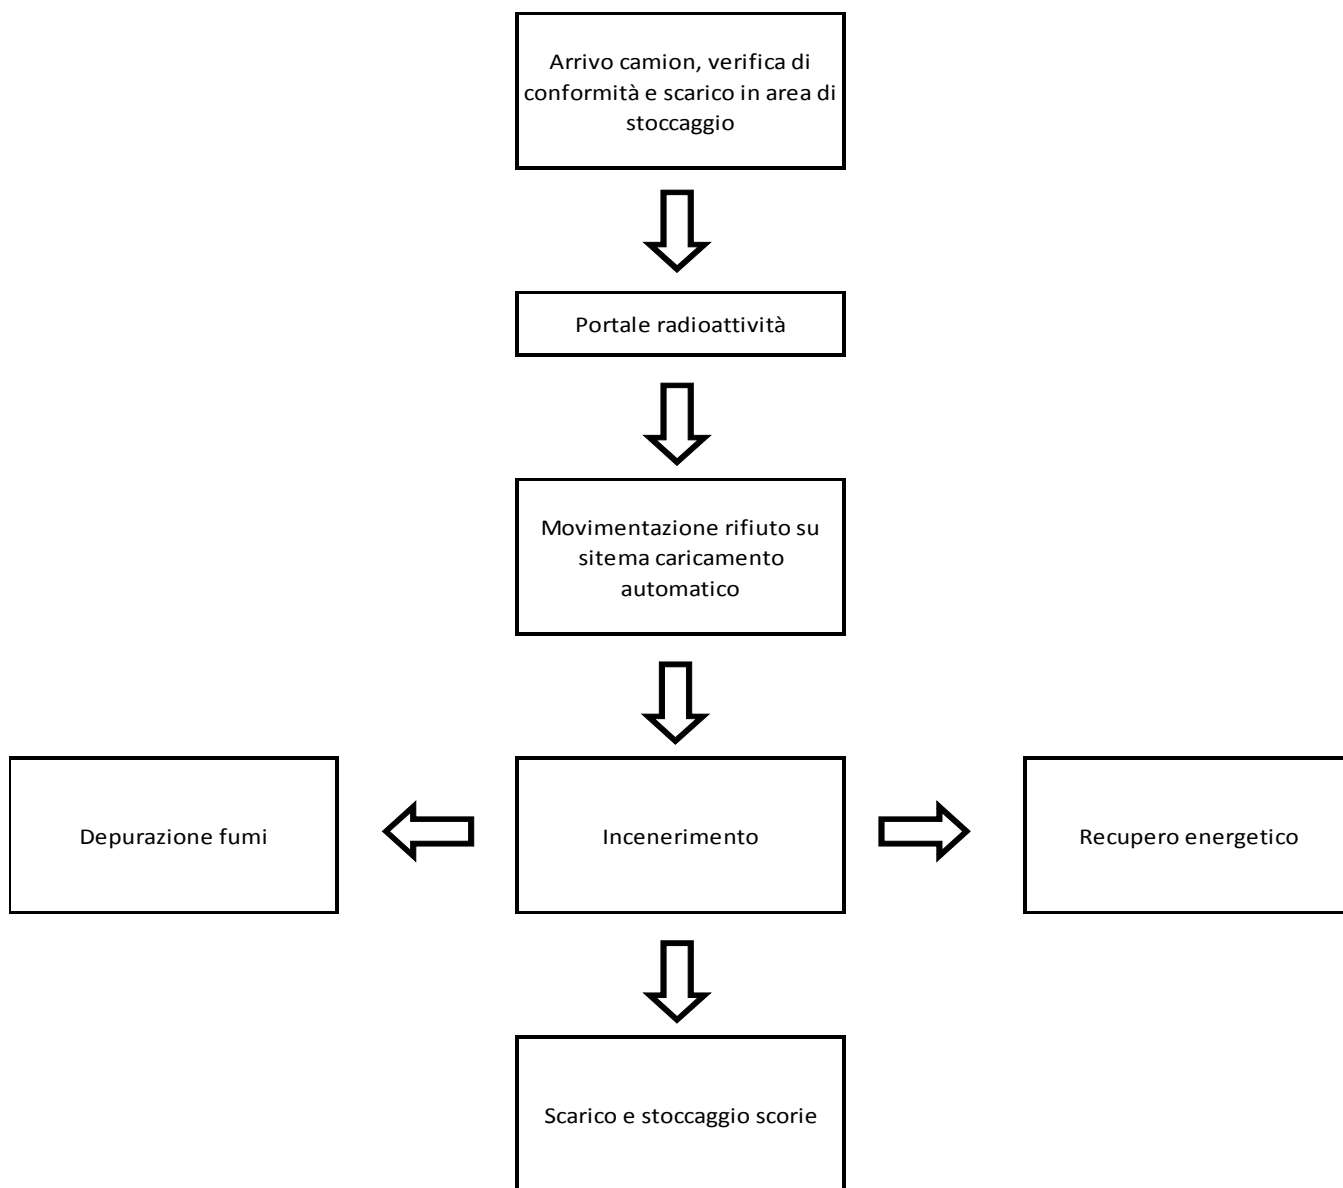 Arrivo camion, verifica di
conformità e scarico in area di
stoccaggio
Portale radioattività
Movimentazione rifiuto su
sitema caricamento
automatico
Depurazione fumi
Incenerimento
Recupero energetico
Scarico e stoccaggio scorie